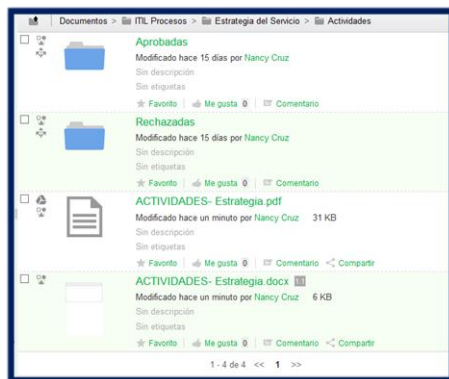 Documentos > ITIL Procesos > Estrategia del Servicio > Actividades
Aprobadas
Modificado hace 15 días por Nancy Cruz
Sin descripción
Sin etiquetas
Favorito Me gusta 0 Comentario
Rechazadas
Modificado hace 15 días por Nancy Cruz
Sin descripción
Sin etiquetas
Favorito Me gusta 0 Comentario
ACTIVIDADES- Estrategia.pdf
Modificado hace un minuto por Nancy Cruz 31 KB
Sin descripción
Sin etiquetas
Favorito Me gusta 0 Comentario Compartir
ACTIVIDADES- Estrategia.docx 1.1
Modificado hace un minuto por Nancy Cruz 6 KB
Sin descripción
Sin etiquetas
Favorito Me gusta 0 Comentario Compartir
1 - 4 de 4 << 1 >>